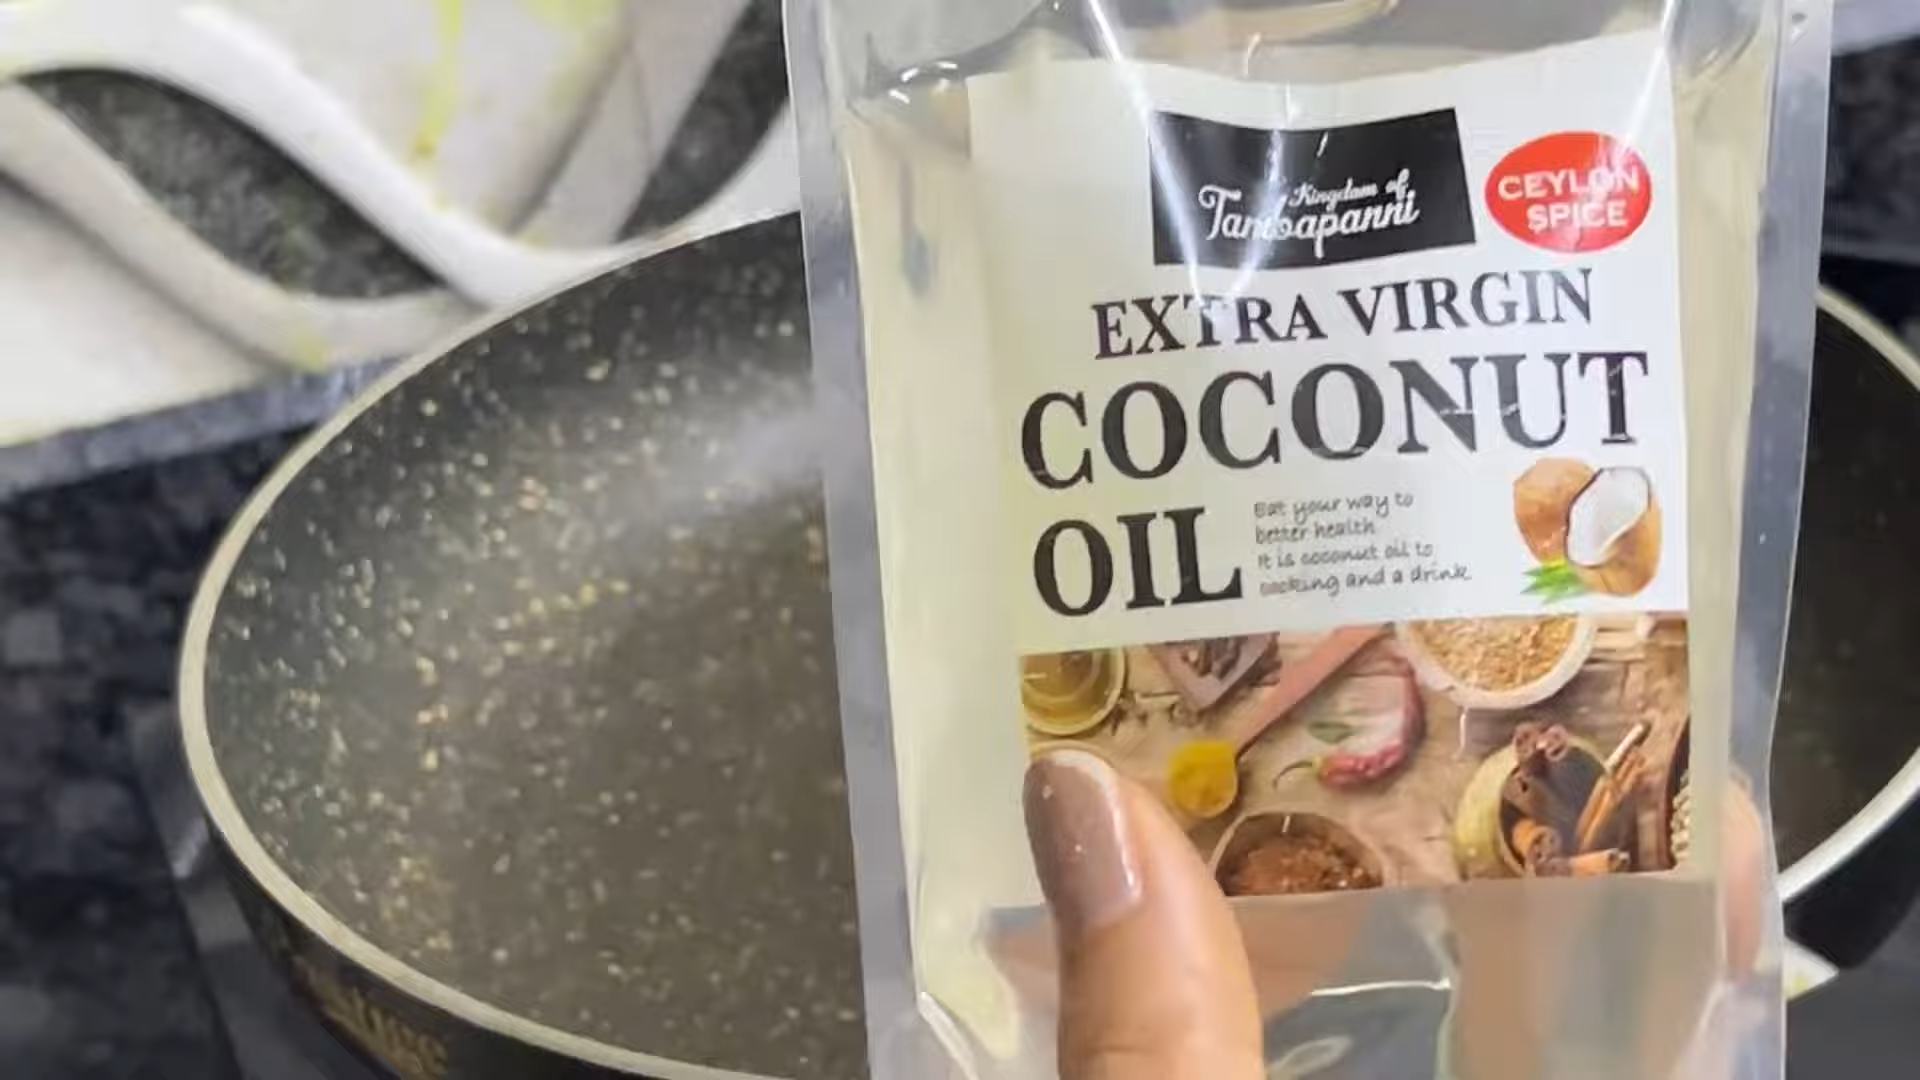 Kingdom of
Tambapanni
CEYLON
SPICE
EXTRA VIRGIN
COCONUT
OIL
Eat your way to
better health
It is coconut oil to
cooking and a drink